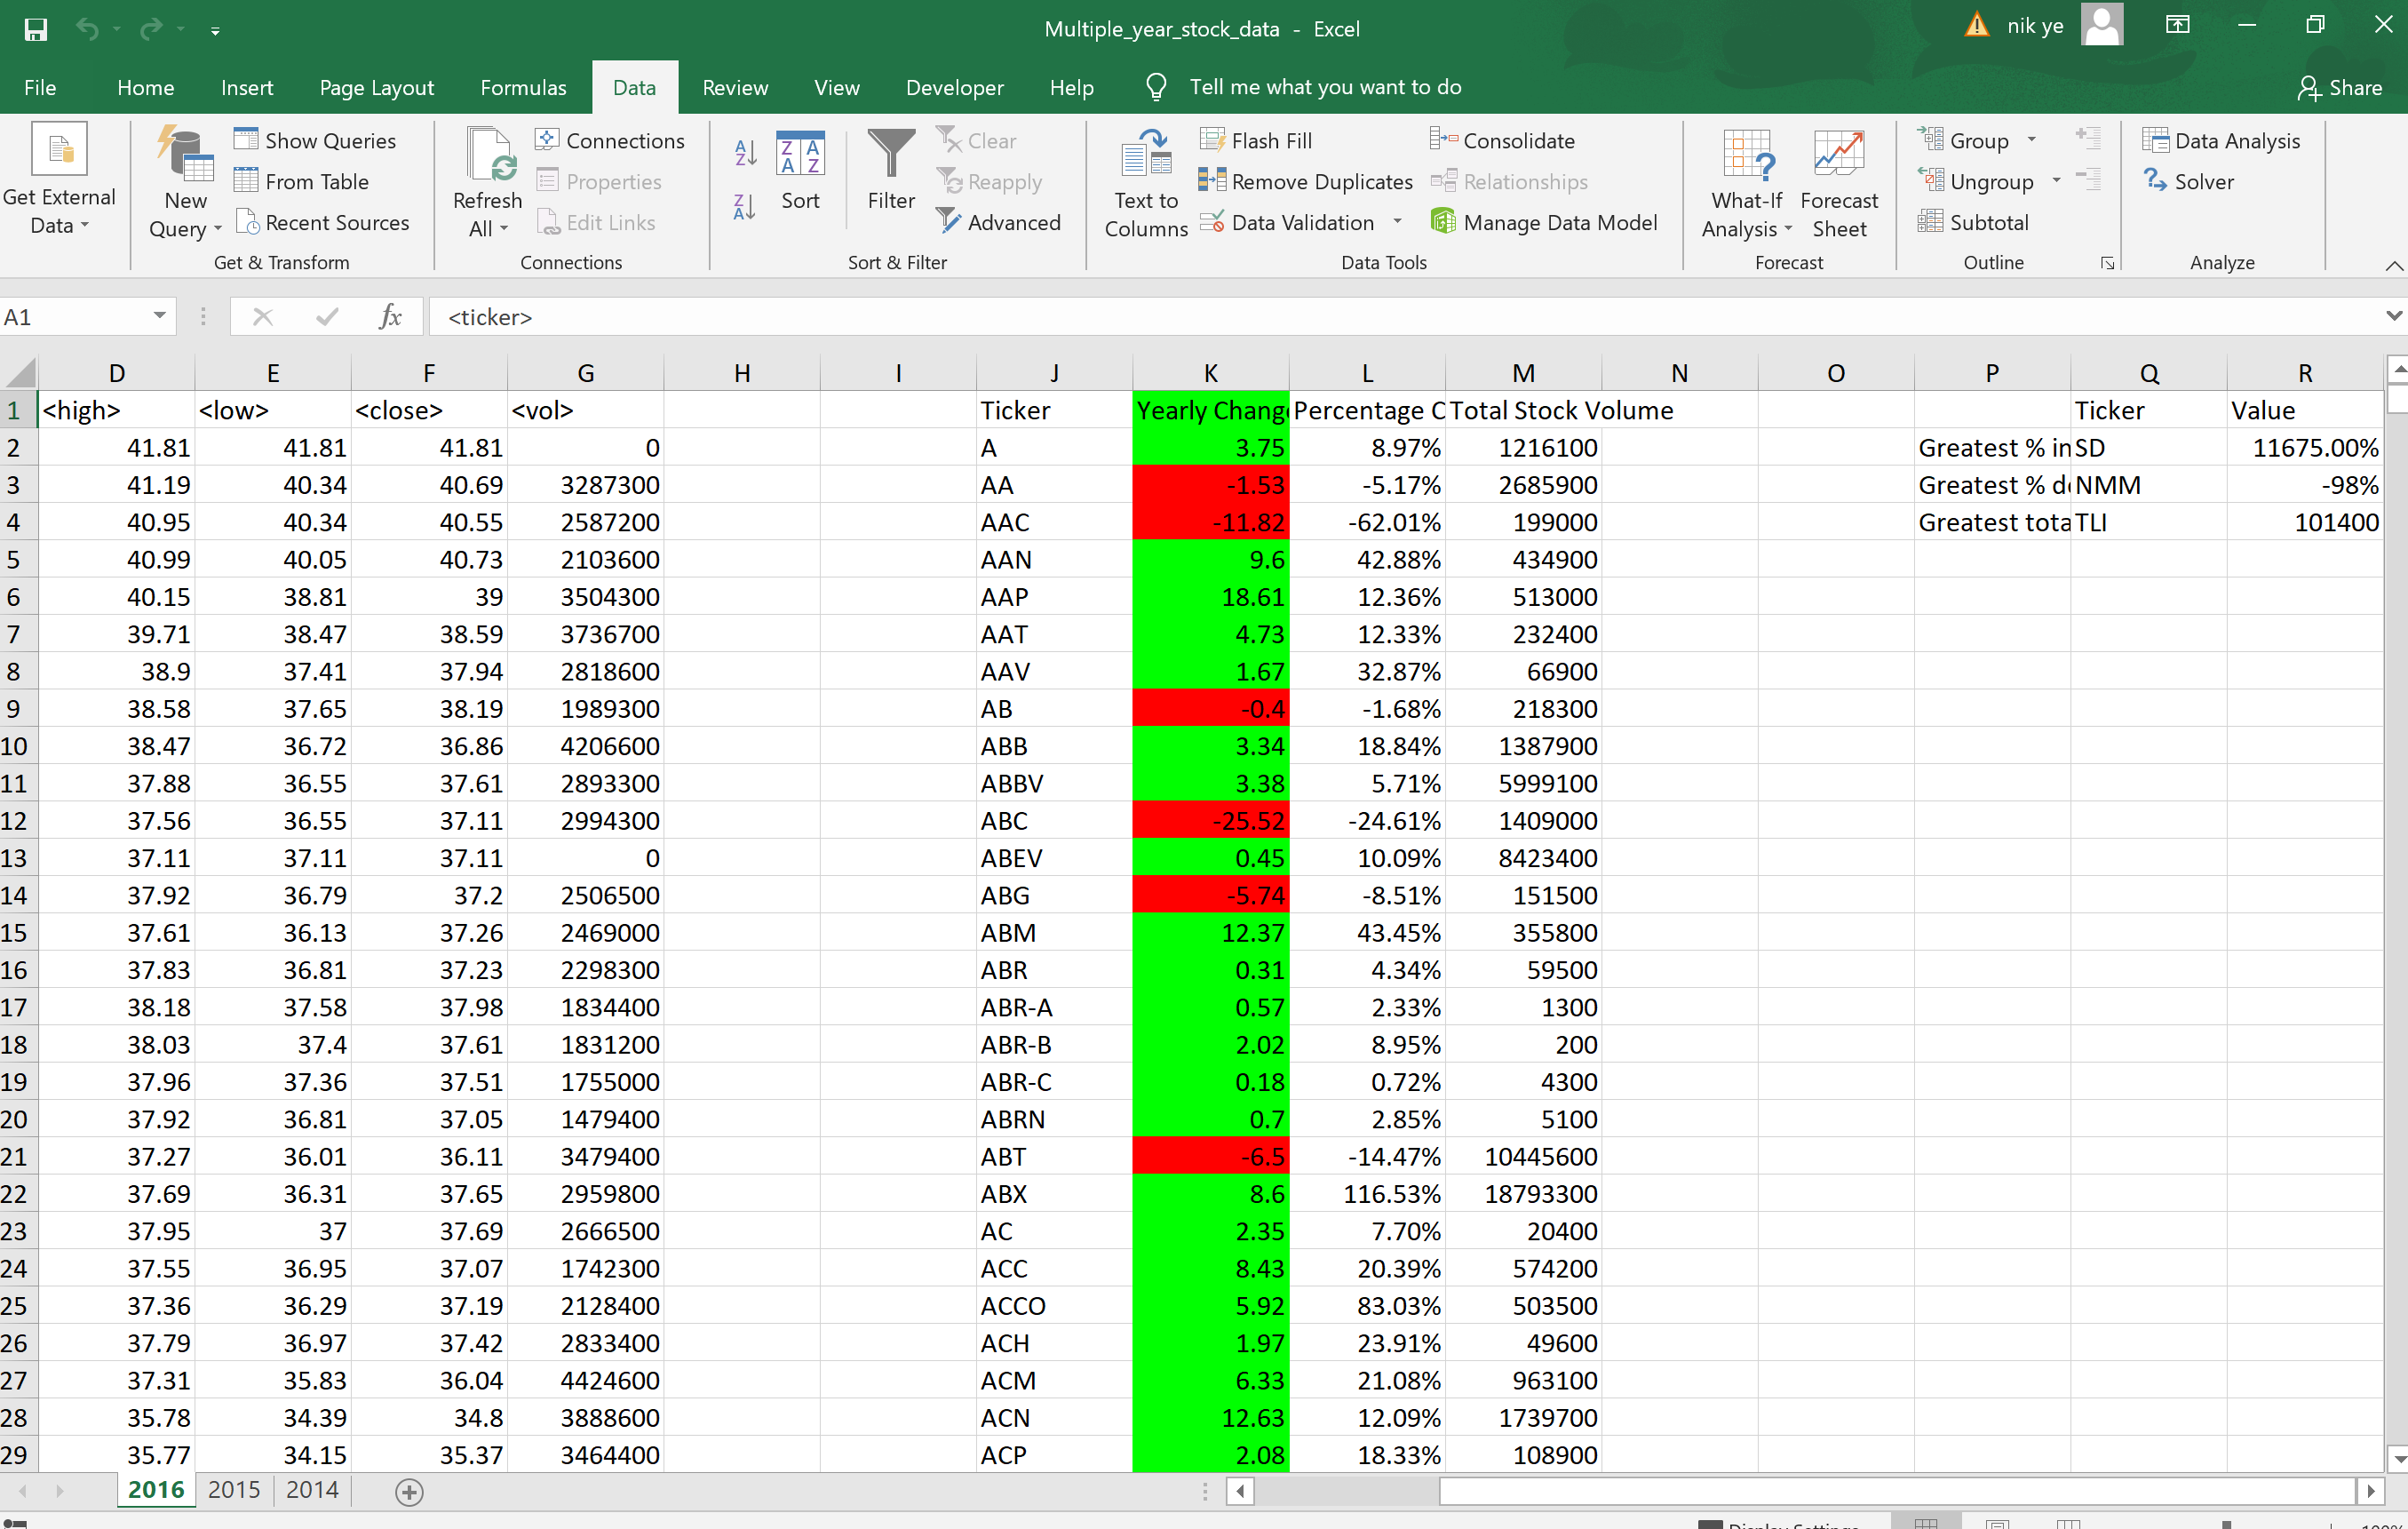 Multiple_year_stock_data - Excel
nik ye
File Home Insert Page Layout Formulas Data Review View Developer Help Tell me what you want to do Share
Get External Data
New Query
Show Queries
From Table
Recent Sources
Get & Transform
Refresh All
Connections
Properties
Edit Links
Connections
Sort
Filter
Clear
Reapply
Advanced
Sort & Filter
Text to Columns
Flash Fill
Remove Duplicates
Data Validation
Consolidate
Relationships
Manage Data Model
Data Tools
What-If Analysis
Forecast Sheet
Forecast
Group
Ungroup
Subtotal
Outline
Data Analysis
Solver
Analyze
A1 fx <ticker>
D E F G H I J K L M N O P Q R
1 <high> <low> <close> <vol> Ticker Yearly Change Percentage C Total Stock Volume Ticker Value
2 41.81 41.81 41.81 0 A 3.75 8.97% 1216100 Greatest % in SD 11675.00%
3 41.19 40.34 40.69 3287300 AA -1.53 -5.17% 2685900 Greatest % de NMM -98%
4 40.95 40.34 40.55 2587200 AAC -11.82 -62.01% 199000 Greatest tota TLI 101400
5 40.99 40.05 40.73 2103600 AAN 9.6 42.88% 434900
6 40.15 38.81 39 3504300 AAP 18.61 12.36% 513000
7 39.71 38.47 38.59 3736700 AAT 4.73 12.33% 232400
8 38.9 37.41 37.94 2818600 AAV 1.67 32.87% 66900
9 38.58 37.65 38.19 1989300 AB -0.4 -1.68% 218300
10 38.47 36.72 36.86 4206600 ABB 3.34 18.84% 1387900
11 37.88 36.55 37.61 2893300 ABBV 3.38 5.71% 5999100
12 37.56 36.55 37.11 2994300 ABC -25.52 -24.61% 1409000
13 37.11 37.11 37.11 0 ABEV 0.45 10.09% 8423400
14 37.92 36.79 37.2 2506500 ABG -5.74 -8.51% 151500
15 37.61 36.13 37.26 2469000 ABM 12.37 43.45% 355800
16 37.83 36.81 37.23 2298300 ABR 0.31 4.34% 59500
17 38.18 37.58 37.98 1834400 ABR-A 0.57 2.33% 1300
18 38.03 37.4 37.61 1831200 ABR-B 2.02 8.95% 200
19 37.96 37.36 37.51 1755000 ABR-C 0.18 0.72% 4300
20 37.92 36.81 37.05 1479400 ABRN 0.7 2.85% 5100
21 37.27 36.01 36.11 3479400 ABT -6.5 -14.47% 10445600
22 37.69 36.31 37.65 2959800 ABX 8.6 116.53% 18793300
23 37.95 37 37.69 2666500 AC 2.35 7.70% 20400
24 37.55 36.95 37.07 1742300 ACC 8.43 20.39% 574200
25 37.36 36.29 37.19 2128400 ACCO 5.92 83.03% 503500
26 37.79 36.97 37.42 2833400 ACH 1.97 23.91% 49600
27 37.31 35.83 36.04 4424600 ACM 6.33 21.08% 963100
28 35.78 34.39 34.8 3888600 ACN 12.63 12.09% 1739700
29 35.77 34.15 35.37 3464400 ACP 2.08 18.33% 108900
2016 2015 2014
Display Settings